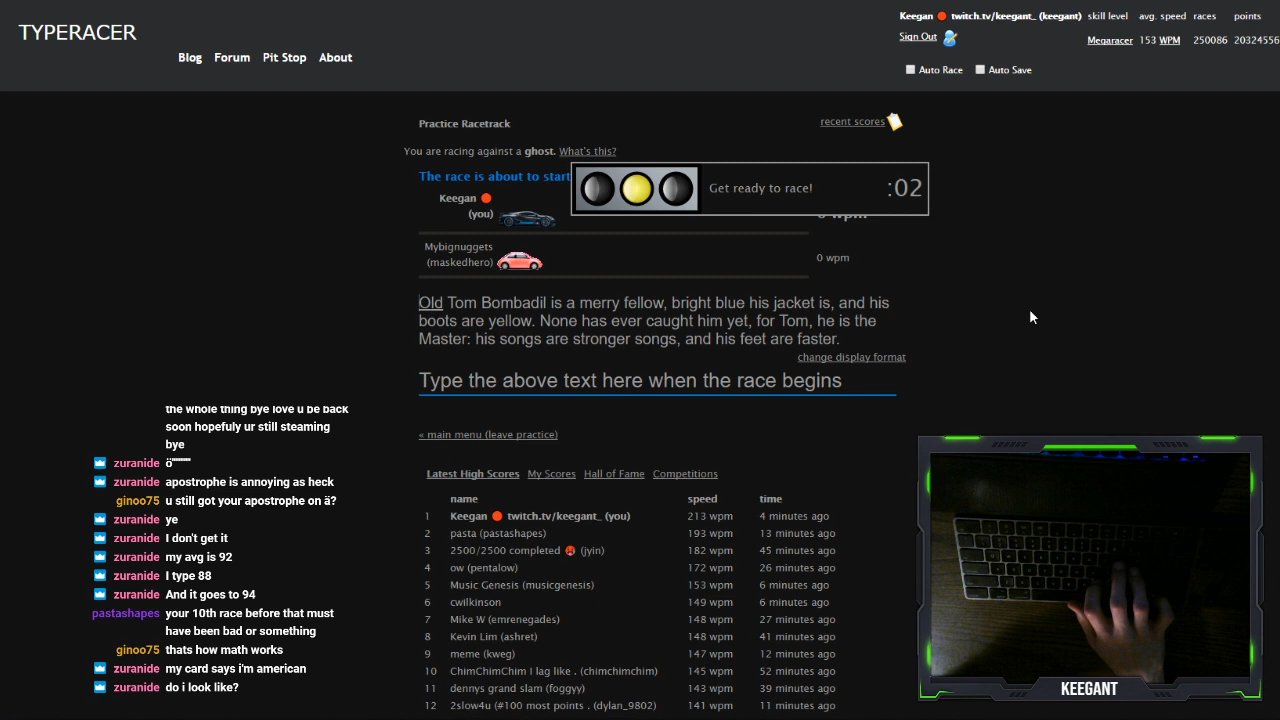 TYPERACER
Blog Forum Pit Stop About
Keegan twitch.tv/keegant_ (keegant) skill level avg. speed races points
Sign Out Megaracer 153 WPM 250086 20324556
Auto Race Auto Save
Practice Racetrack
recent scores
You are racing against a ghost. What's this?
The race is about to start
Get ready to race! :02
Keegan
(you)
Mybignuggets
(maskedhero)
0 wpm
Old Tom Bombadil is a merry fellow, bright blue his jacket is, and his
boots are yellow. None has ever caught him yet, for Tom, he is the
Master: his songs are stronger songs, and his feet are faster.
change display format
Type the above text here when the race begins
« main menu (leave practice)
Latest High Scores My Scores Hall of Fame Competitions
name speed time
1 Keegan twitch.tv/keegant_ (you) 213 wpm 4 minutes ago
2 pasta (pastashapes) 193 wpm 13 minutes ago
3 2500/2500 completed (jyin) 182 wpm 45 minutes ago
4 ow (pentalow) 172 wpm 26 minutes ago
5 Music Genesis (musicgenesis) 153 wpm 6 minutes ago
6 cwilkinson 149 wpm 6 minutes ago
7 Mike W (emrenegades) 148 wpm 27 minutes ago
8 Kevin Lim (ashret) 148 wpm 41 minutes ago
9 meme (kweg) 147 wpm 12 minutes ago
10 ChimChimChim I lag like . (chimchimchim) 145 wpm 52 minutes ago
11 dennys grand slam (foggyy) 143 wpm 39 minutes ago
12 2slow4u (#100 most points . (dylan_9802) 141 wpm 11 minutes ago
the whole thing bye love u be back
soon hopefuly ur still steaming
bye
zuranide
zuranide apostrophe is annoying as heck
ginoo75 u still got your apostrophe on ä?
zuranide ye
zuranide I don't get it
zuranide my avg is 92
zuranide I type 88
zuranide And it goes to 94
pastashapes your 10th race before that must
have been bad or something
ginoo75 thats how math works
zuranide my card says i'm american
zuranide do i look like?
KEEGANT